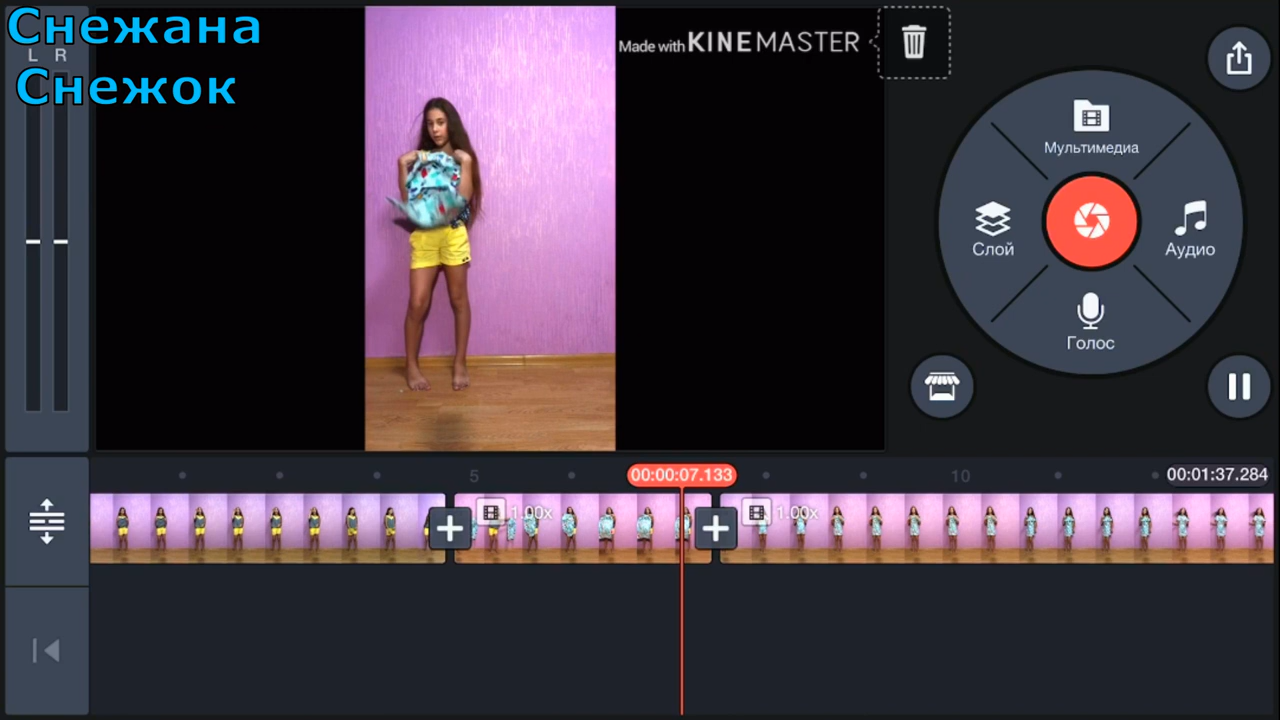 Снежана
L R
Снежок
Made with KINEMASTER
Мультимедиа
Слой
Аудио
Голос
5
00:00:07.133
10
00:01:37.284
1.00x
1.00x